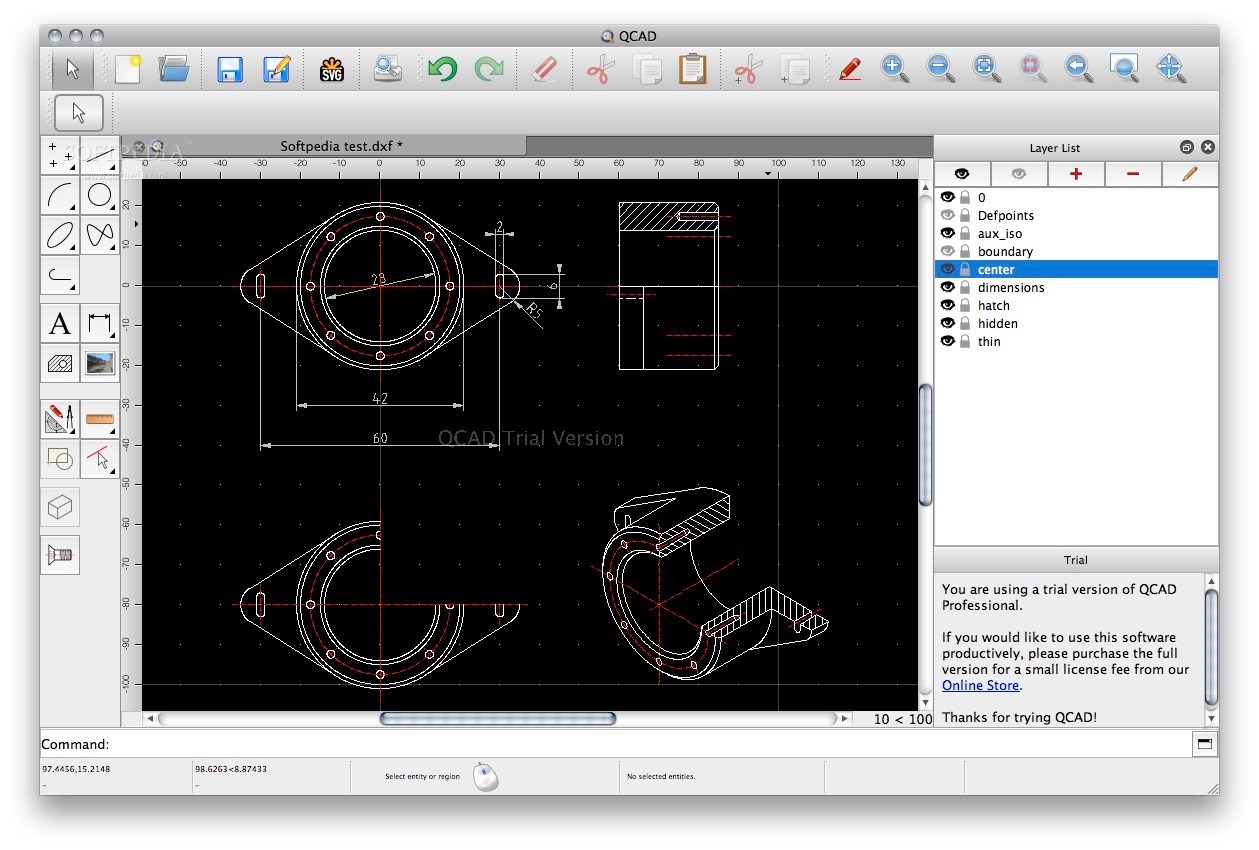 QCAD
SVG
SOFTPEDIA
www.softpedia.com
Softpedia test.dxf *
-50 -40 -30 -20 -10 0 10 20 30 40 50 60 70 80 90 100 110 120 130
20
10
0
-10
-20
-30
-40
-50
-60
-70
-80
-90
-100
2
28
6
R5
42
60
QCAD Trial Version
A
Layer List
0
Defpoints
aux_iso
boundary
center
dimensions
hatch
hidden
thin
Trial
You are using a trial version of QCAD
Professional.
If you would like to use this software
productively, please purchase the full
version for a small license fee from our
Online Store.
Thanks for trying QCAD!
10 < 100
Command:
97.4456,15.2148
-
98.6263<8.87433
-
Select entity or region
No selected entities.